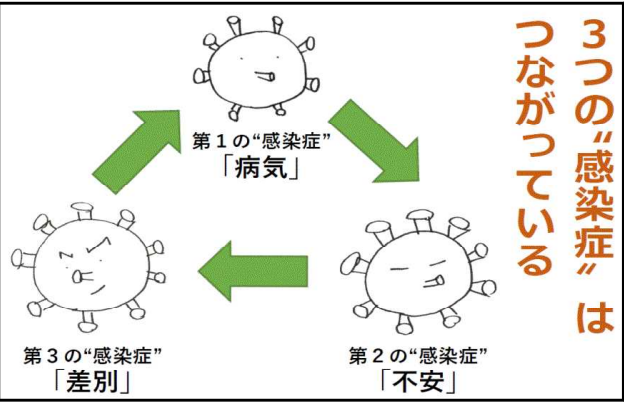 3つの“感染症”は
つながっている
第1の“感染症”
「病気」
第2の“感染症”
「不安」
第3の“感染症”
「差別」